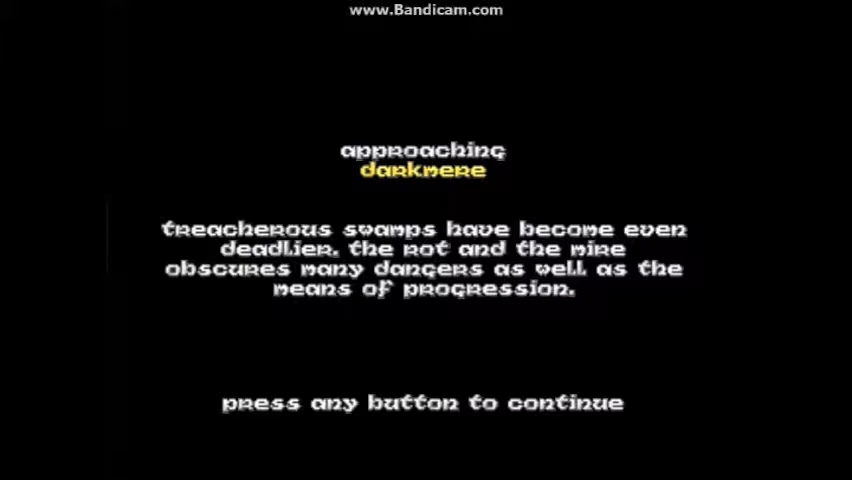 www.Bandicam.com
approaching
darkmere
treacherous swamps have become even
deadlier. the rot and the mire
obscures many dangers as well as the
means of progression.
press any button to continue